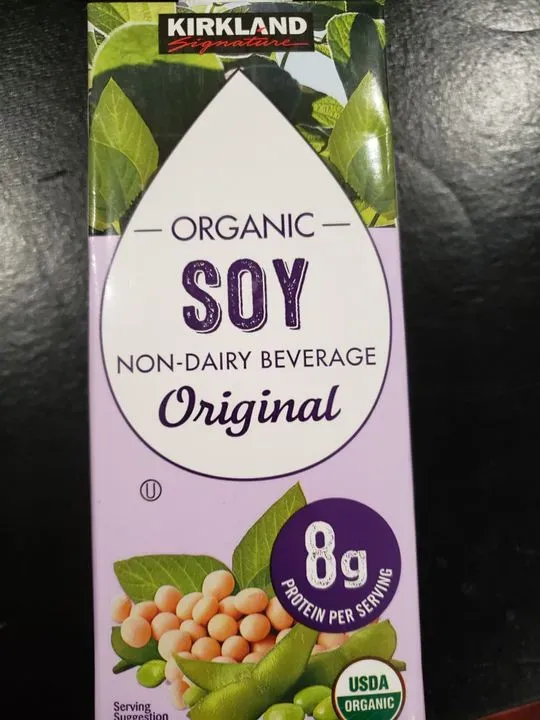 KIRKLAND
Signature
ORGANIC
SOY
NON-DAIRY BEVERAGE
Original
U
8g
PROTEIN PER SERVING
USDA
ORGANIC
Serving
Suggestion